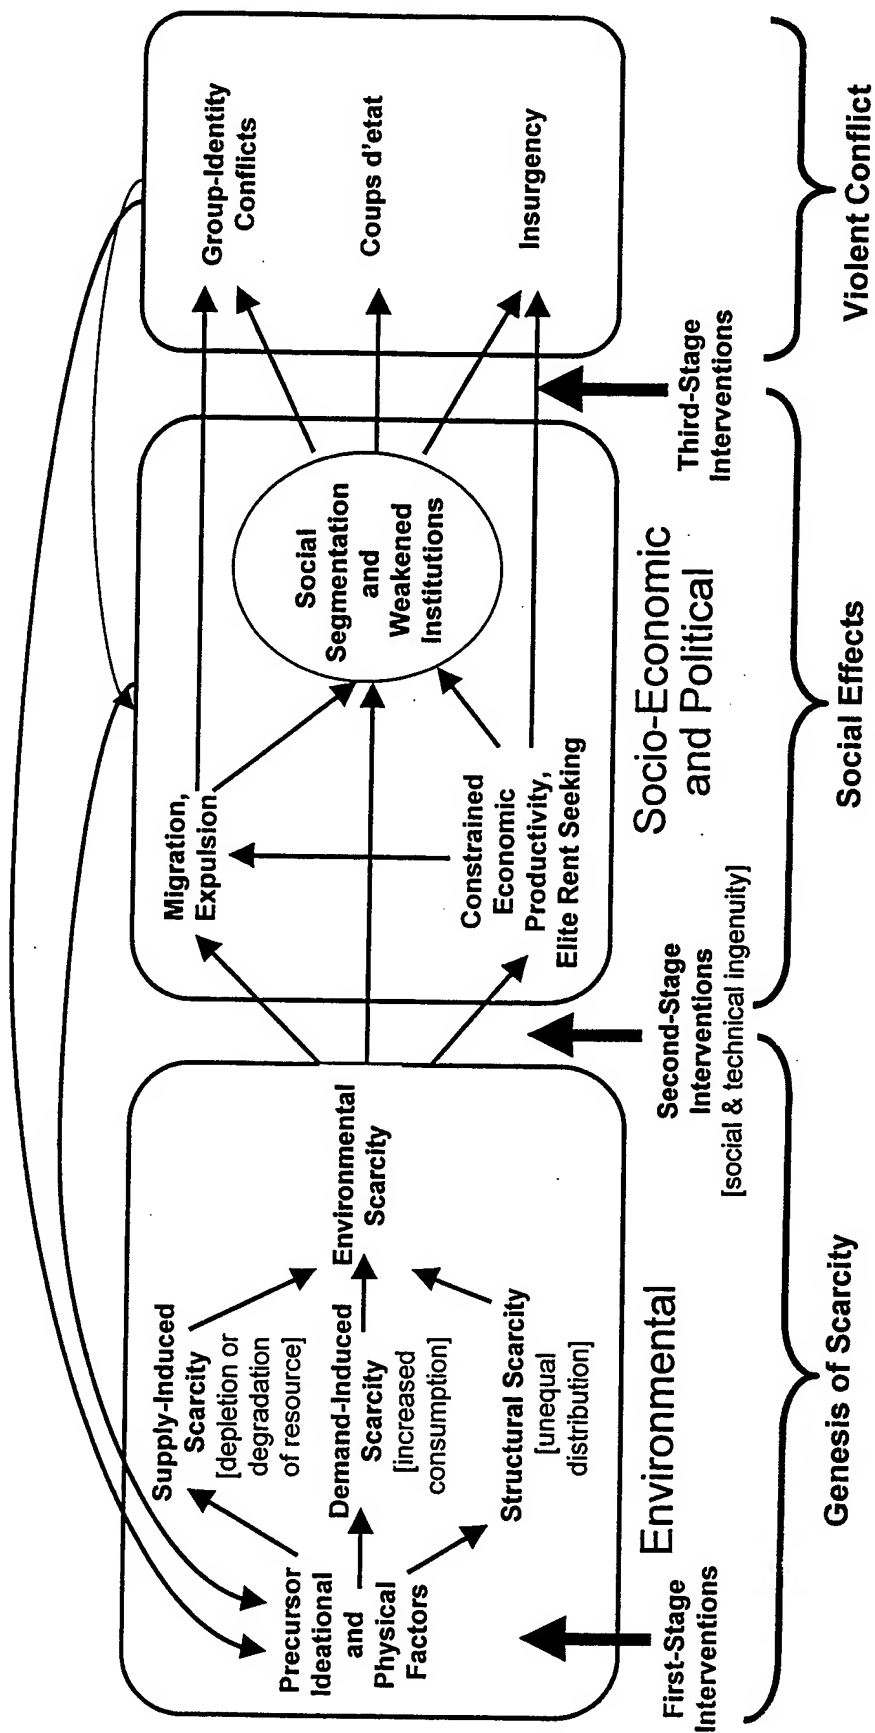 Precursor
Ideational
and
Physical
Factors
Supply-Induced
Scarcity
[depletion or
degradation
of resource]
Demand-Induced
Scarcity
[increased
consumption]
Structural Scarcity
[unequal
distribution]
Environmental
Scarcity
Migration,
Expulsion
Constrained
Economic
Productivity,
Elite Rent Seeking
Social
Segmentation
and
Weakened
Institutions
Group-Identity
Conflicts
Coups d'etat
Insurgency
Environmental
Socio-Economic
and Political
First-Stage
Interventions
Second-Stage
Interventions
[social & technical ingenuity]
Third-Stage
Interventions
Genesis of Scarcity
Social Effects
Violent Conflict